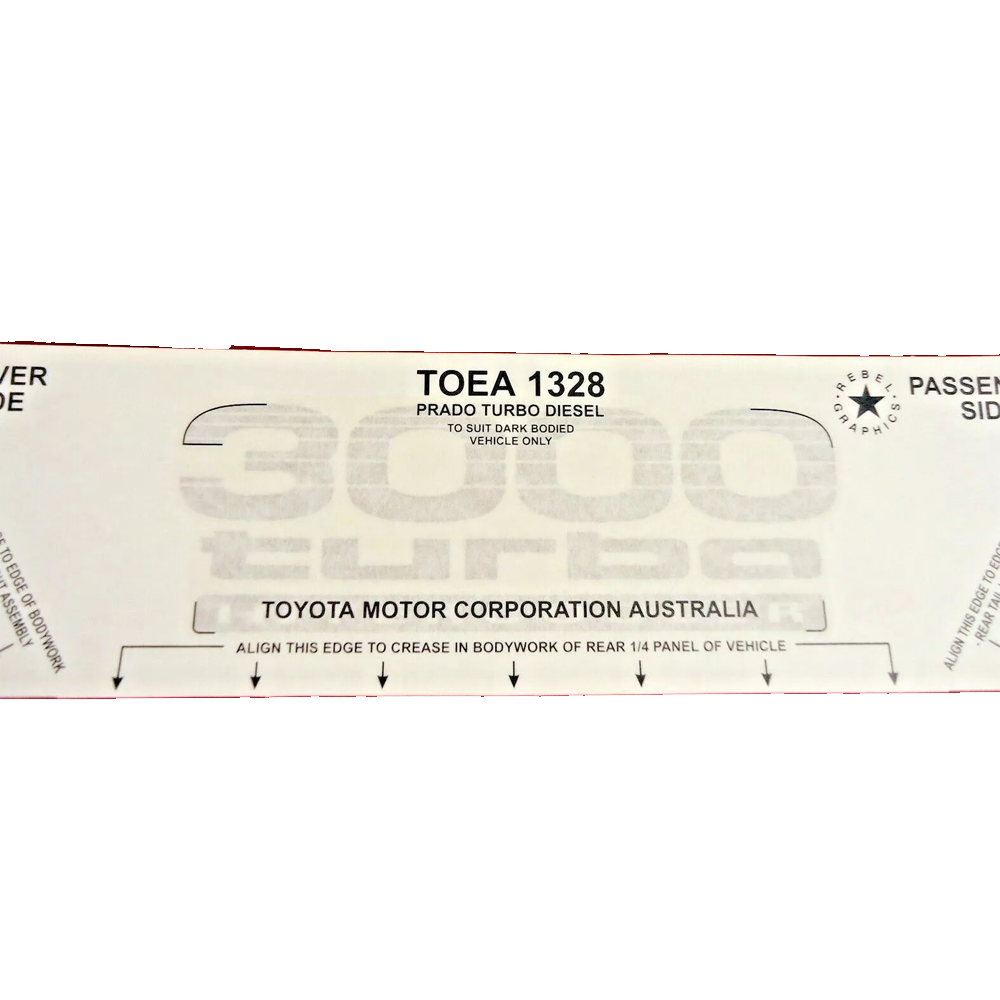 VER
DE
TOEA 1328
PRADO TURBO DIESEL
TO SUIT DARK BODIED
VEHICLE ONLY
REBEL
GRAPHICS
PASSEN
SID
3000
turbo
TOYOTA MOTOR CORPORATION AUSTRALIA
ALIGN THIS EDGE TO CREASE IN BODYWORK OF REAR 1/4 PANEL OF VEHICLE
TO EDGE OF BODYWORK
ASSEMBLY
ALIGN THIS EDGE TO EDG
REAR TAIL